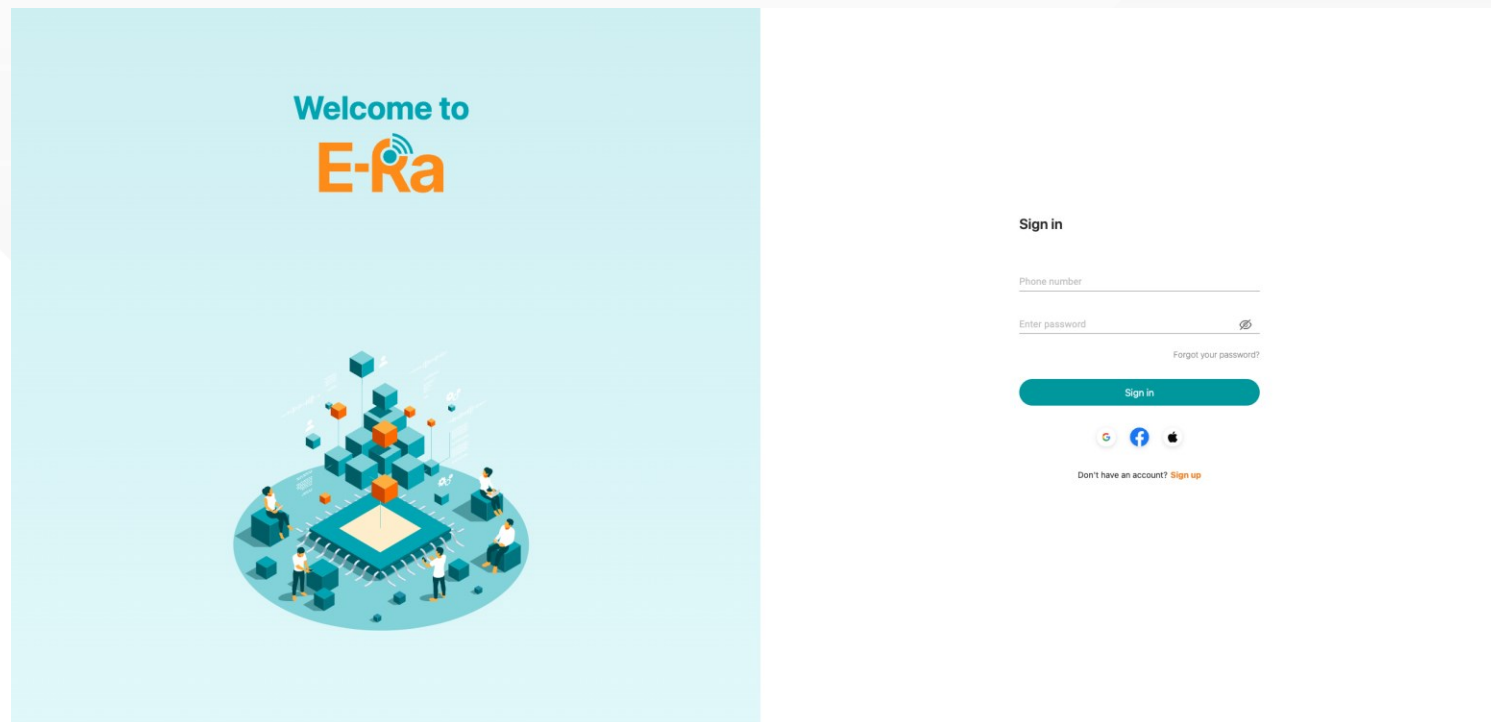 Welcome to
E-Ra
Sign in
Phone number
Enter password
Forgot your password?
Sign in
Don't have an account? Sign up